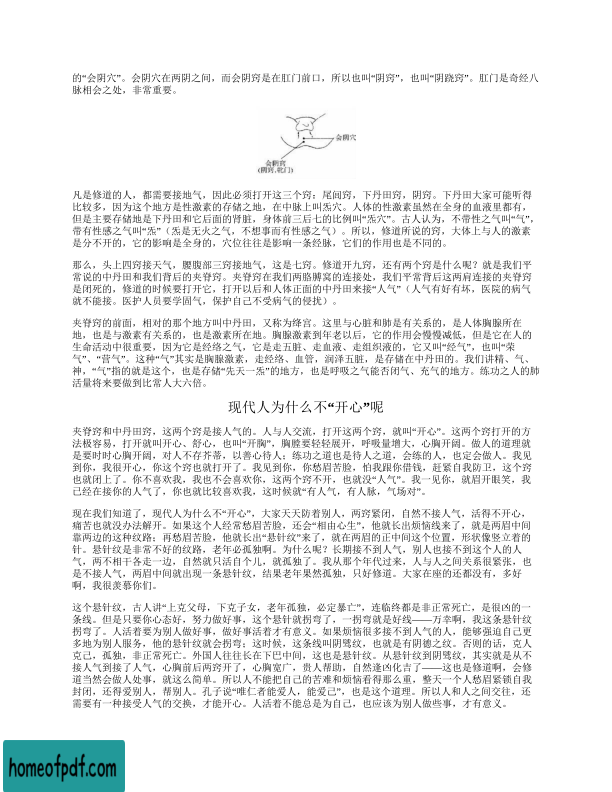 的“会阴穴”。会阴穴在两阴之间，而会阴窍是在肛门前口，所以也叫“阴窍”，也叫“阴跷窍”。肛门是奇经八
脉相会之处，非常重要。
会阴穴
会阴窍
(阴窍,肛门)
凡是修道的人，都需要接地气，因此必须打开这三个窍：尾闾窍，下丹田窍，阴窍。下丹田大家可能听得
比较多，因为这个地方是性激素的存储之地，在中脉上叫炁穴。人体的性激素虽然在全身的血液里都有，
但是主要存储地是下丹田和它后面的肾脏，身体前三后七的比例叫“炁穴”。古人认为，不带性之气叫“气”，
带有性感之气叫“炁”（炁是无火之气，不想事而有性感之气）。所以，修道所说的窍，大体上与人的激素
是分不开的，它的影响是全身的，穴位往往是影响一条经脉，它们的作用也是不同的。
那么，头上四窍接天气，腰腹部三窍接地气，这是七窍。修道开九窍，还有两个窍是什么呢？就是我们平
常说的中丹田和我们背后的夹脊窍。夹脊窍在我们两胳膊窝的连接处，我们平常背后这两肩连接的夹脊窍
是闭死的，修道的时候要打开它，打开以后和人体正面的中丹田来接“人气”（人气有好有坏，医院的病气
就不能接。医护人员要学固气，保护自己不受病气的侵扰）。
夹脊窍的前面，相对的那个地方叫中丹田，又称为绛宫。这里与心脏和肺是有关系的，是人体胸腺所在
地，也是与激素有关系的，也是激素所在地。胸腺激素到年老以后，它的作用会慢慢减低，但是它在人的
生命活动中很重要，因为它是经络之气，它是走五脏、走血液、走组织液的，它又叫“经气”，也叫“荣
气”、“营气”。这种“气”其实是胸腺激素，走经络、血管，润泽五脏，是存储在中丹田的。我们讲精、气、
神，“气”指的就是这个，也是存储“先天一炁”的地方，也是呼吸之气能否闭气、充气的地方。练功之人的肺
活量将来要做到比常人大六倍。
现代人为什么不“开心”呢
夹脊窍和中丹田窍，这两个窍是接人气的。人与人交流，打开这两个窍，就叫“开心”。这两个窍打开的方
法极容易，打开就叫开心、舒心，也叫“开胸”，胸膛要轻轻展开，呼吸量增大，心胸开阔。做人的道理就
是要时时心胸开阔，对人不存芥蒂，以善心待人；练功之道也是待人之道，会练的人，也定会做人。我见
到你，我很开心，你这个窍也就打开了。我见到你，你愁眉苦脸，怕我跟你借钱，赶紧自我防卫，这个窍
也就闭上了。你不喜欢我，我也不会喜欢你，这两个窍不开，也就没“人气”。我一见你，就眉开眼笑，我
已经在接你的人气了，你也就比较喜欢我，这时候就“有人气，有人脉，气场对”。
现在我们知道了，现代人为什么不“开心”，大家天天防着别人，两窍紧闭，自然不接人气，活得不开心，
痛苦也就没办法解开。如果这个人经常愁眉苦脸，还会“相由心生”，他就长出烦恼线来了，就是两眉中间
靠两边的这种纹路；再愁眉苦脸，他就长出“悬针纹”来了，就在两眉的正中间这个位置，形状像竖立着的
针。悬针纹是非常不好的纹路，老年必孤独啊。为什么呢？长期接不到人气，别人也接不到这个人的人
气，两不相干各走一边，自然就只活自个儿，就孤独了。我从那个年代过来，人与人之间关系很紧张，也
是不接人气，两眉中间就出现一条悬针纹，结果老年果然孤独，只好修道。大家在座的还都没有，多好
啊，我很羡慕你们。
这个悬针纹，古人讲“上克父母，下克子女，老年孤独，必定暴亡”，连临终都是非正常死亡，是很凶的一
条线。但是只要你心态好，努力做好事，这个悬针就拐弯了，一拐弯就是好线——万幸啊，我这条悬针纹
拐弯了。人活着要为别人做好事，做好事活着才有意义。如果烦恼很多接不到人气的人，能够强迫自己更
多地为别人服务，他的悬针纹就会拐弯；这时候，这条线叫阴骘纹，也就是有阴德之纹。否则的话，克人
克己，孤独，非正常死亡。外国人往往长在下巴中间，这也是悬针纹。从悬针纹到阴骘纹，其实就是从不
接人气到接了人气，心胸前后两窍开了，心胸宽广，贵人帮助，自然逢凶化吉了——这也是修道啊，会修
道当然会做人处事，就这么简单。所以人不能把自己的苦难和烦恼看得那么重，整天一个人愁眉紧锁自我
封闭，还得爱别人，帮别人。孔子说“唯仁者能爱人，能爱己”，也是这个道理。所以人和人之间交往，还
需要有一种接受人气的交换，才能开心。人活着不能总是为自己，也应该为别人做些事，才有意义。
homeofpdf.com